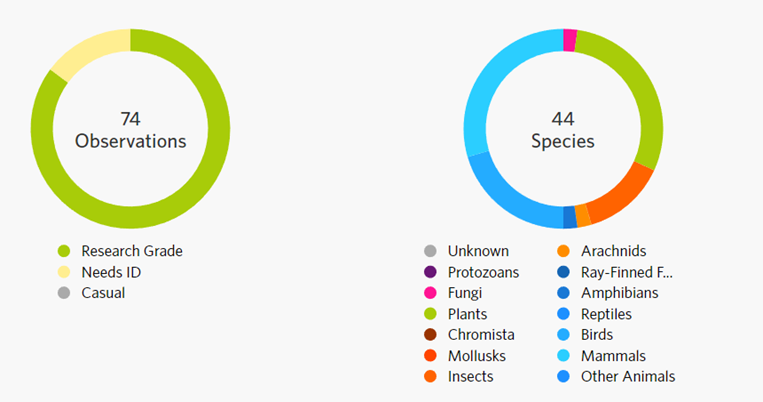 74
Observations
Research Grade
Needs ID
Casual
44
Species
Unknown
Protozoans
Fungi
Plants
Chromista
Mollusks
Insects
Arachnids
Ray-Finned F...
Amphibians
Reptiles
Birds
Mammals
Other Animals